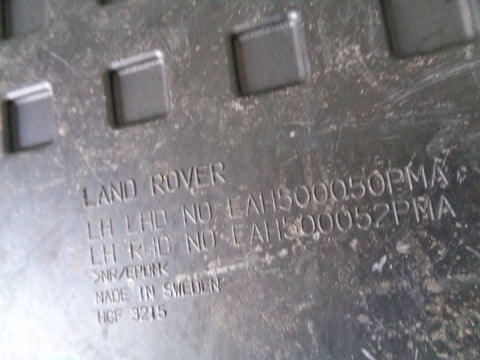 LAND ROVER
LH LHD NO EAH500050PMA
LH RHD NO EAH500052PMA
>NR/EPDM<
MADE IN SWEDEN
HGF 3215